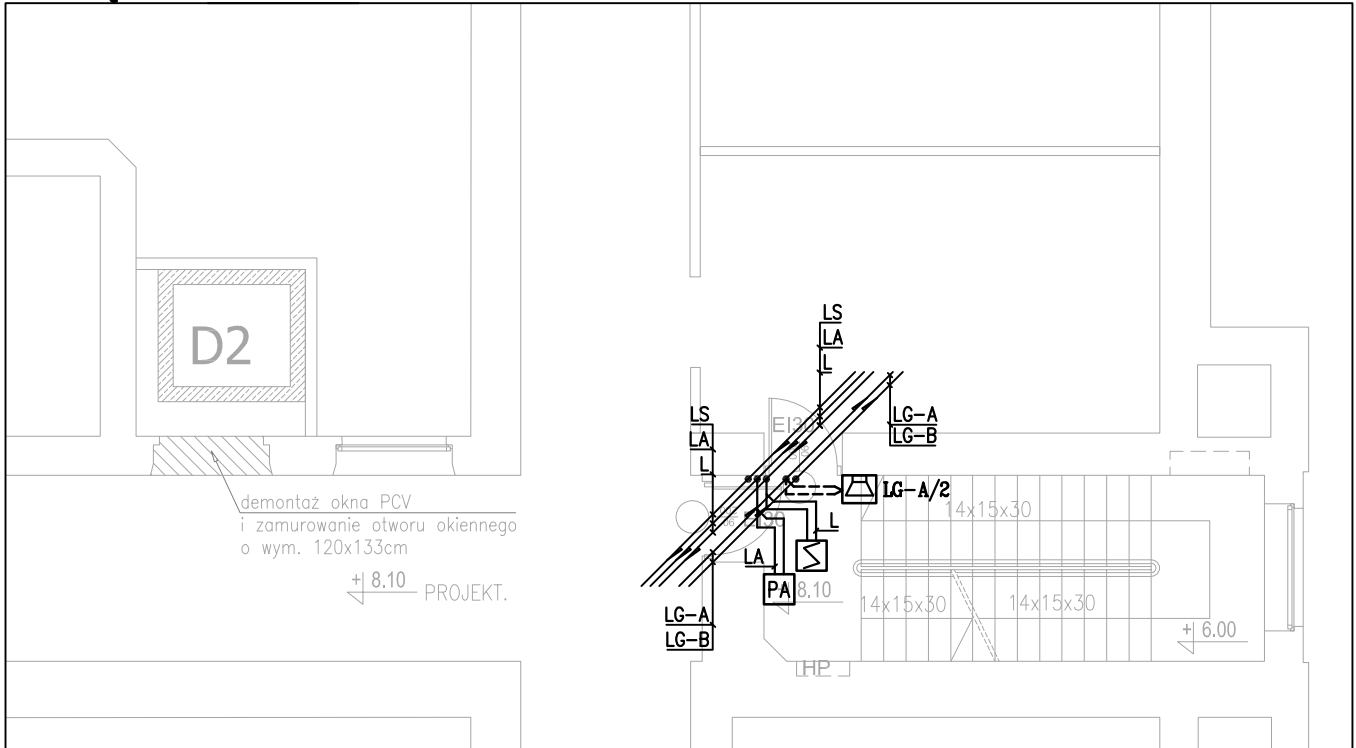 D2
demontaż okna PCV
i zamurowanie otworu okiennego
o wym. 120x133cm
+ 8.10 PROJEKT.
LS
LA
L
LS
LA
L
LG-A
LG-B
EI30
LG-A/2
14x15x30
EI30
L
LA
PA
8.10
14x15x30
14x15x30
+ 6.00
LG-A
LG-B
HP